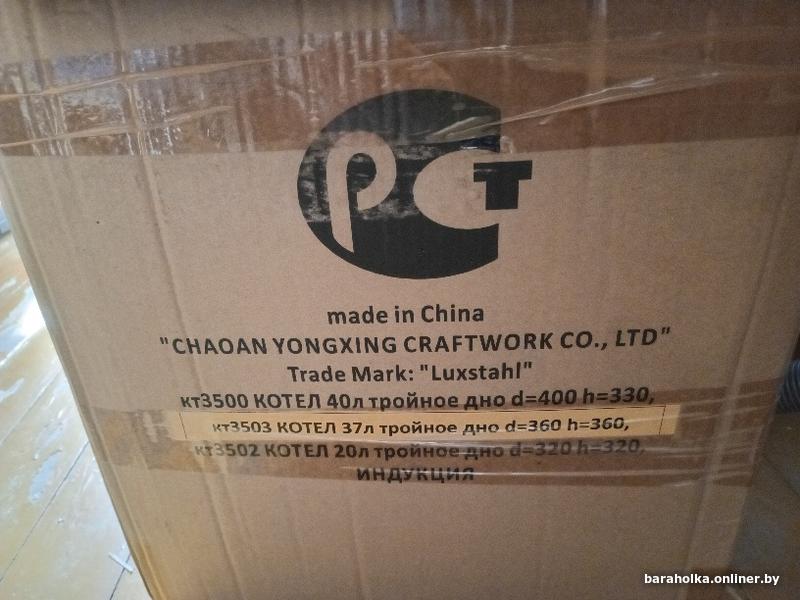 РСТ
made in China
"CHAOAN YONGXING CRAFTWORK CO., LTD"
Trade Mark: "Luxstahl"
кт3500 КОТЕЛ 40л тройное дно d=400 h=330,
кт3503 КОТЕЛ 37л тройное дно d=360 h=360,
кт3502 КОТЕЛ 20л тройное дно d=320 h=320,
ИНДУКЦИЯ
baraholka.onliner.by